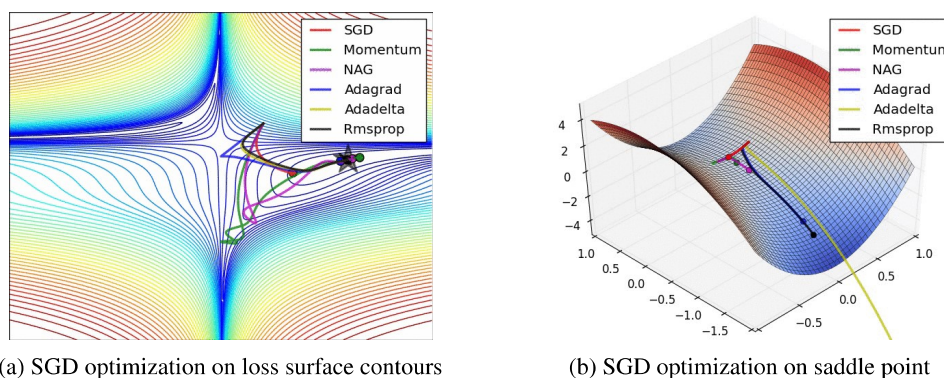 SGD
Momentum
NAG
Adagrad
Adadelta
Rmsprop
SGD
Momentum
NAG
Adagrad
Adadelta
Rmsprop
4
2
0
−2
−4
1.0
0.5
0.0
−0.5
−1.0
−1.5
−0.5
0.0
0.5
1.0
(a) SGD optimization on loss surface contours
(b) SGD optimization on saddle point